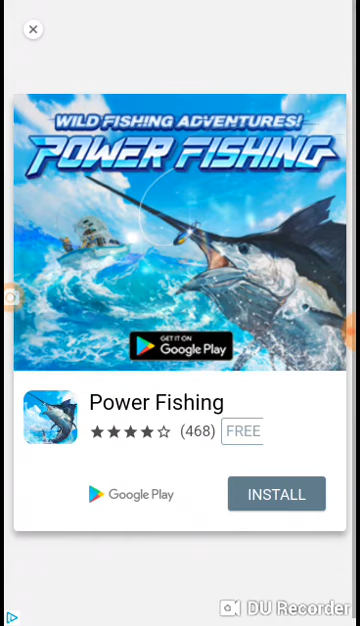 WILD FISHING ADVENTURES!
POWER FISHING
GET IT ON
Google Play
Power Fishing
(468) FREE
Google Play
INSTALL
DU Recorder